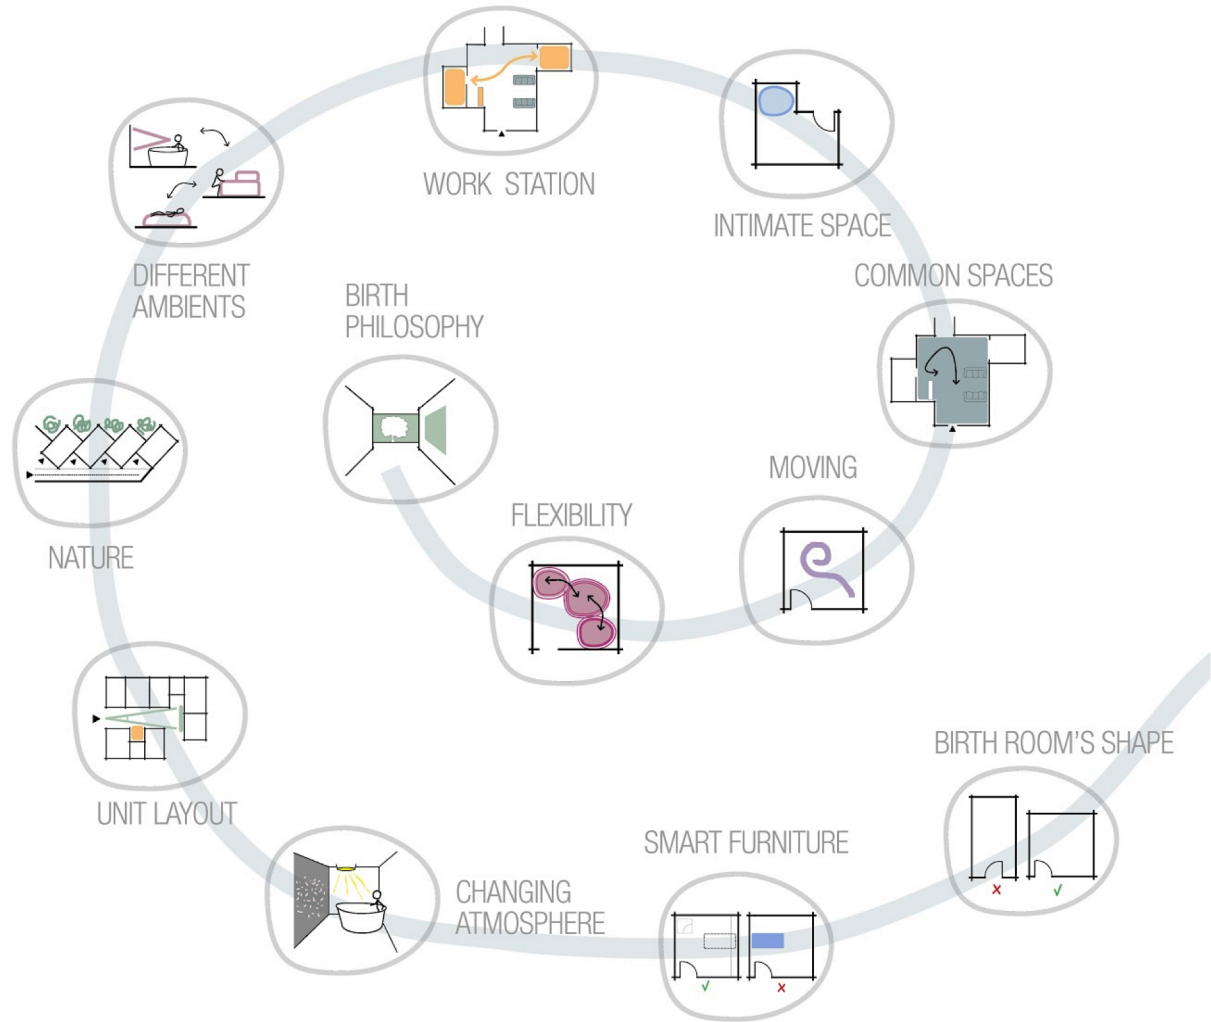 WORK STATION
INTIMATE SPACE
DIFFERENT
AMBIENTS
BIRTH
PHILOSOPHY
COMMON SPACES
MOVING
FLEXIBILITY
NATURE
UNIT LAYOUT
BIRTH ROOM'S SHAPE
SMART FURNITURE
CHANGING
ATMOSPHERE